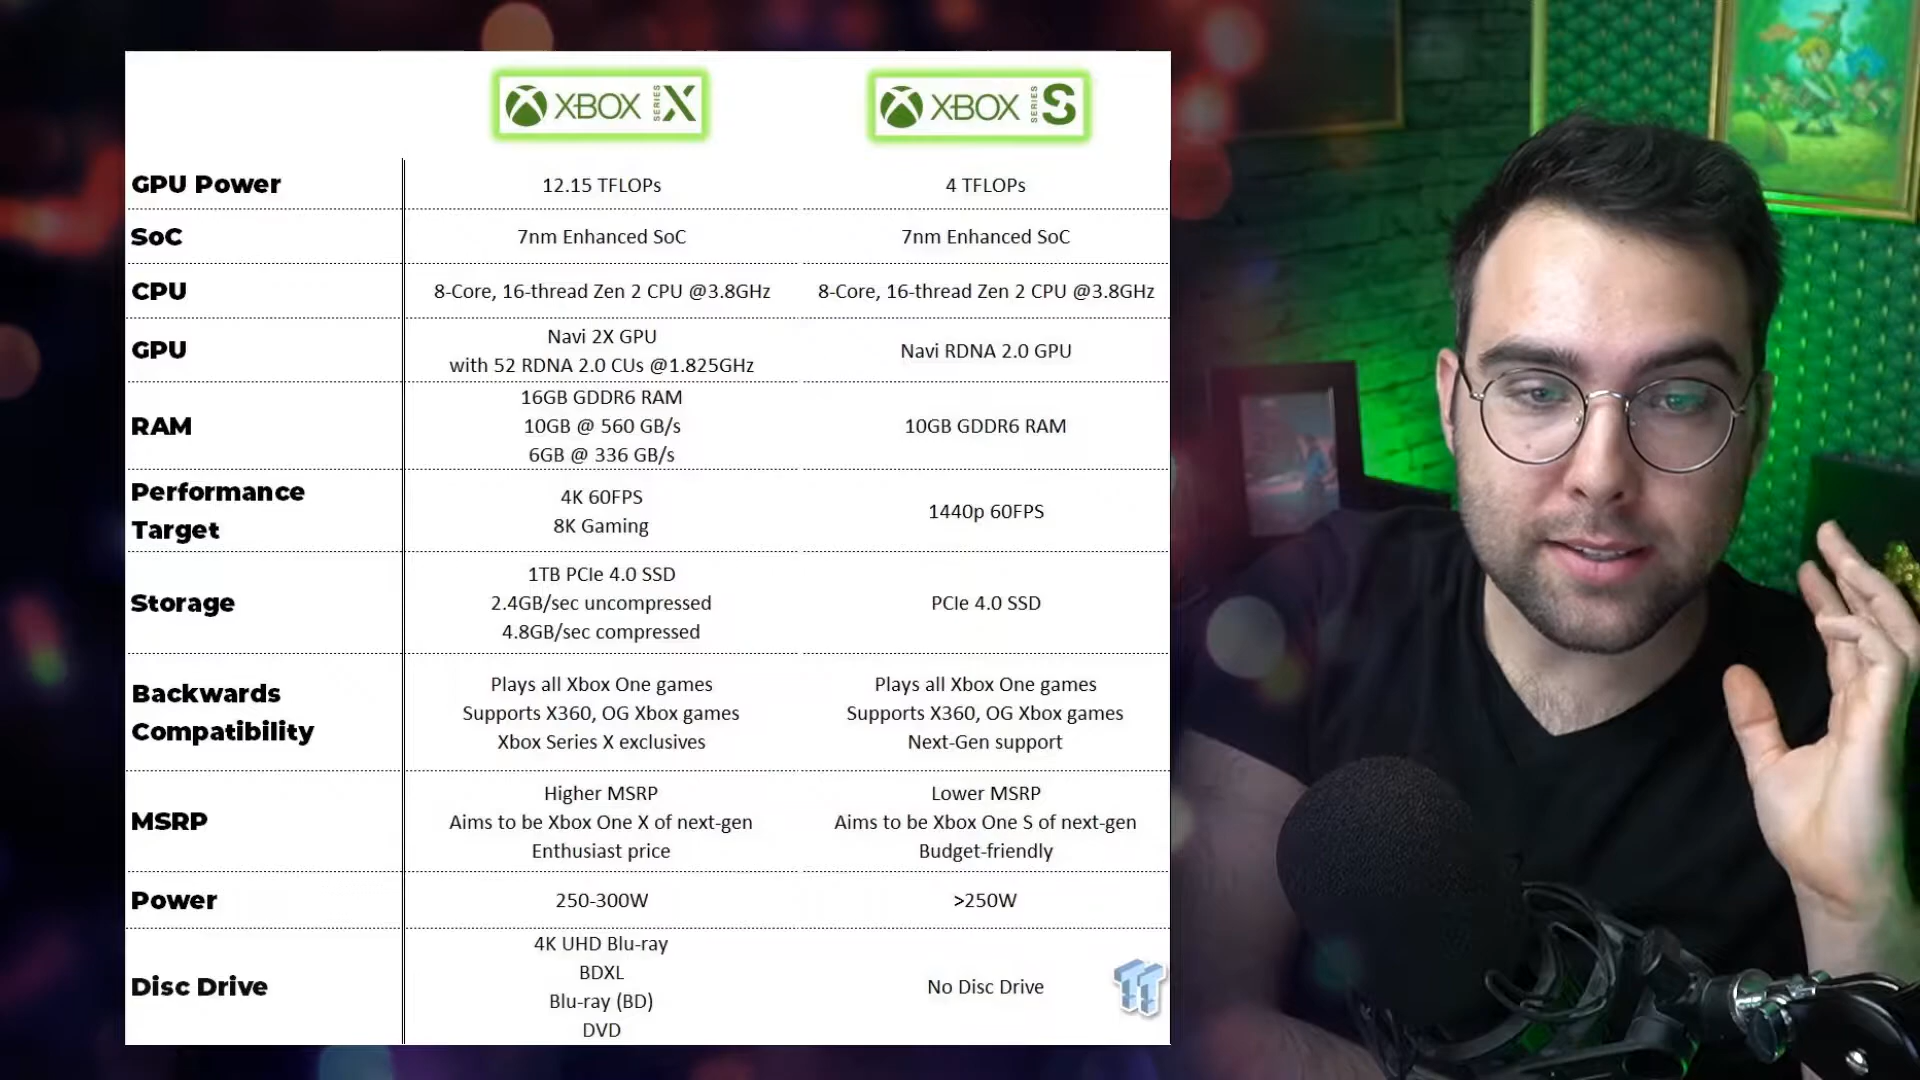 XBOX SERIES X
XBOX SERIES S
GPU Power
12.15 TFLOPs
4 TFLOPs
SoC
7nm Enhanced SoC
7nm Enhanced SoC
CPU
8-Core, 16-thread Zen 2 CPU @3.8GHz
8-Core, 16-thread Zen 2 CPU @3.8GHz
GPU
Navi 2X GPU
with 52 RDNA 2.0 CUs @1.825GHz
Navi RDNA 2.0 GPU
RAM
16GB GDDR6 RAM
10GB @ 560 GB/s
6GB @ 336 GB/s
10GB GDDR6 RAM
Performance
Target
4K 60FPS
8K Gaming
1440p 60FPS
Storage
1TB PCIe 4.0 SSD
2.4GB/sec uncompressed
4.8GB/sec compressed
PCIe 4.0 SSD
Backwards
Compatibility
Plays all Xbox One games
Supports X360, OG Xbox games
Xbox Series X exclusives
Plays all Xbox One games
Supports X360, OG Xbox games
Next-Gen support
MSRP
Higher MSRP
Aims to be Xbox One X of next-gen
Enthusiast price
Lower MSRP
Aims to be Xbox One S of next-gen
Budget-friendly
Power
250-300W
>250W
Disc Drive
4K UHD Blu-ray
BDXL
Blu-ray (BD)
DVD
No Disc Drive
TT